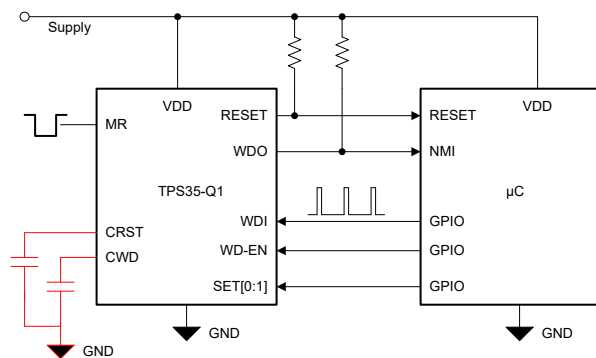 Supply
VDD
VDD
RESET
RESET
MR
WDO
NMI
TPS35-Q1
µC
WDI
GPIO
CRST
WD-EN
GPIO
CWD
SET[0:1]
GPIO
GND
GND
GND